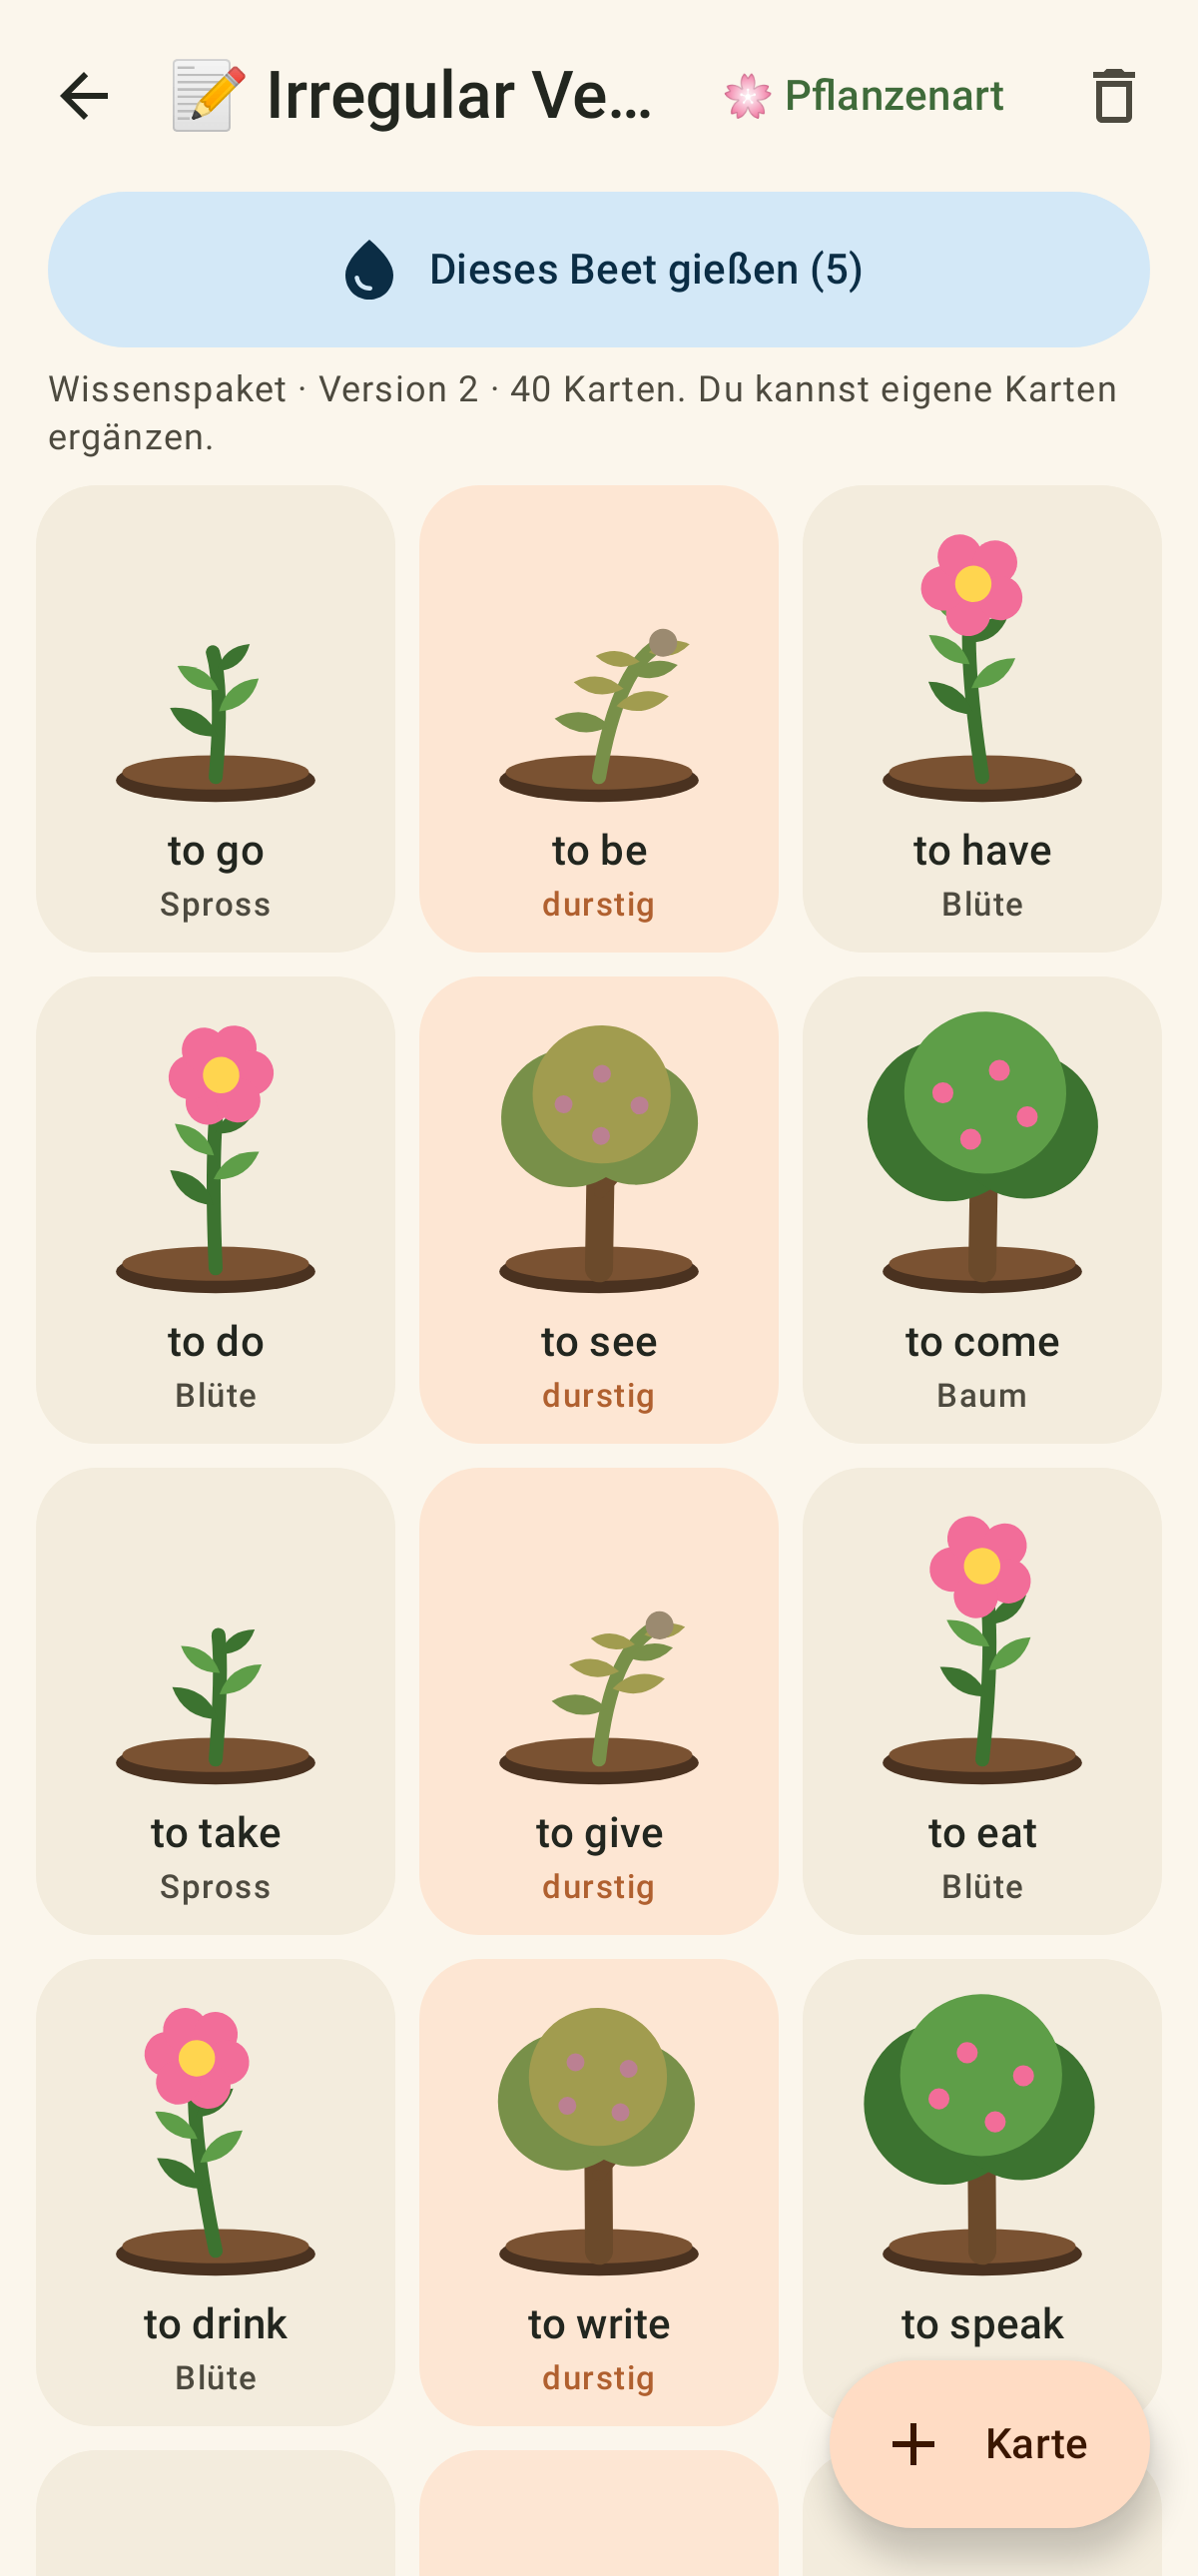 Irregular Ve...
Pflanzenart
Dieses Beet gießen (5)
Wissenspaket · Version 2 · 40 Karten. Du kannst eigene Karten
ergänzen.
to go
Spross
to be
durstig
to have
Blüte
to do
Blüte
to see
durstig
to come
Baum
to take
Spross
to give
durstig
to eat
Blüte
to drink
Blüte
to write
durstig
to speak
Karte